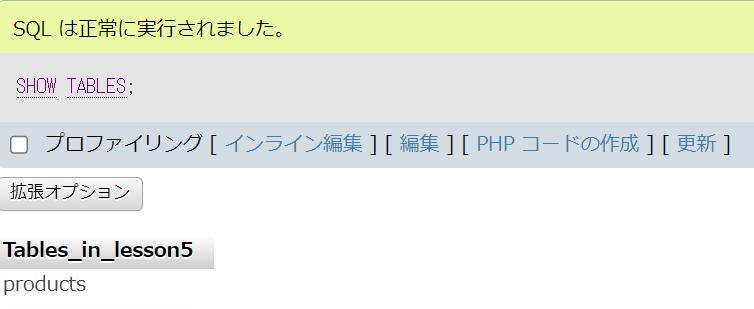 SQL は正常に実行されました。
SHOW TABLES;
プロファイリング [ インライン編集 ] [ 編集 ] [ PHP コードの作成 ] [ 更新 ]
拡張オプション
Tables_in_lesson5
products